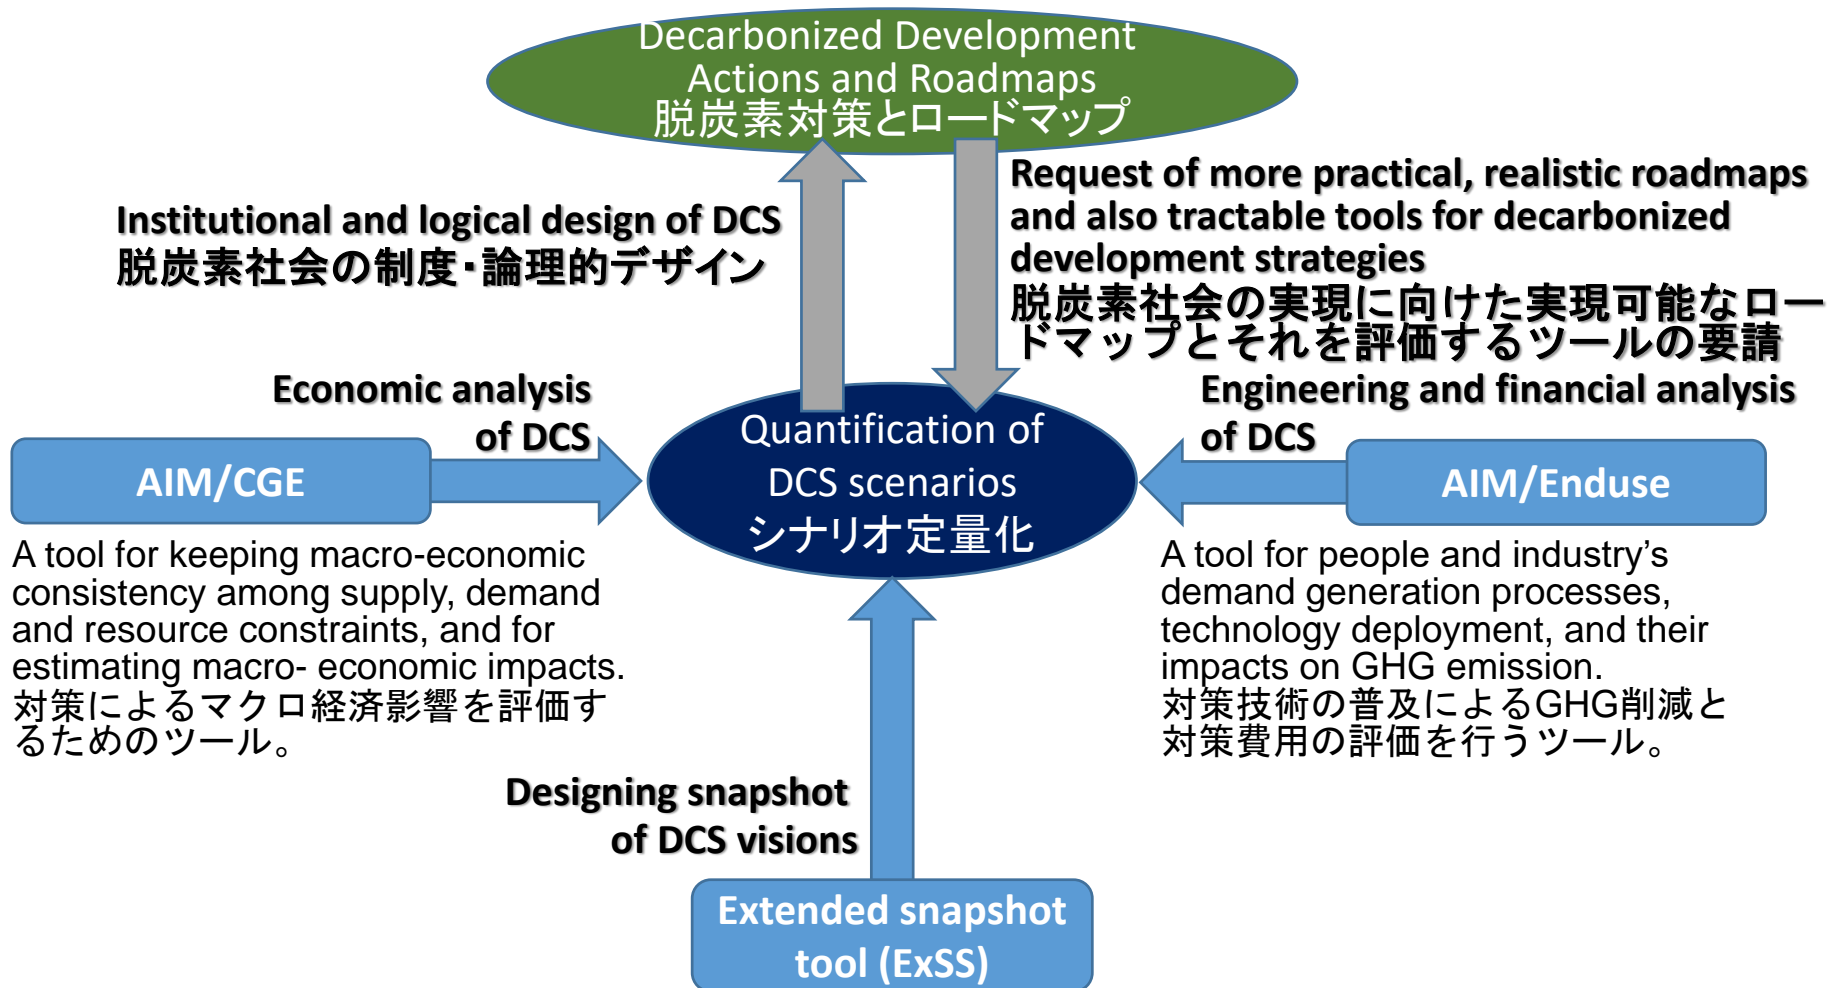 Decarbonized Development
Actions and Roadmaps
脱炭素対策とロードマップ
Institutional and logical design of DCS
脱炭素社会の制度・論理的デザイン
Request of more practical, realistic roadmaps
and also tractable tools for decarbonized
development strategies
脱炭素社会の実現に向けた実現可能なロー
ドマップとそれを評価するツールの要請
Economic analysis
of DCS
Engineering and financial analysis
of DCS
Quantification of
DCS scenarios
シナリオ定量化
AIM/CGE
A tool for keeping macro-economic
consistency among supply, demand
and resource constraints, and for
estimating macro- economic impacts.
対策によるマクロ経済影響を評価す
るためのツール。
AIM/Enduse
A tool for people and industry’s
demand generation processes,
technology deployment, and their
impacts on GHG emission.
対策技術の普及によるGHG削減と
対策費用の評価を行うツール。
Designing snapshot
of DCS visions
Extended snapshot
tool (ExSS)